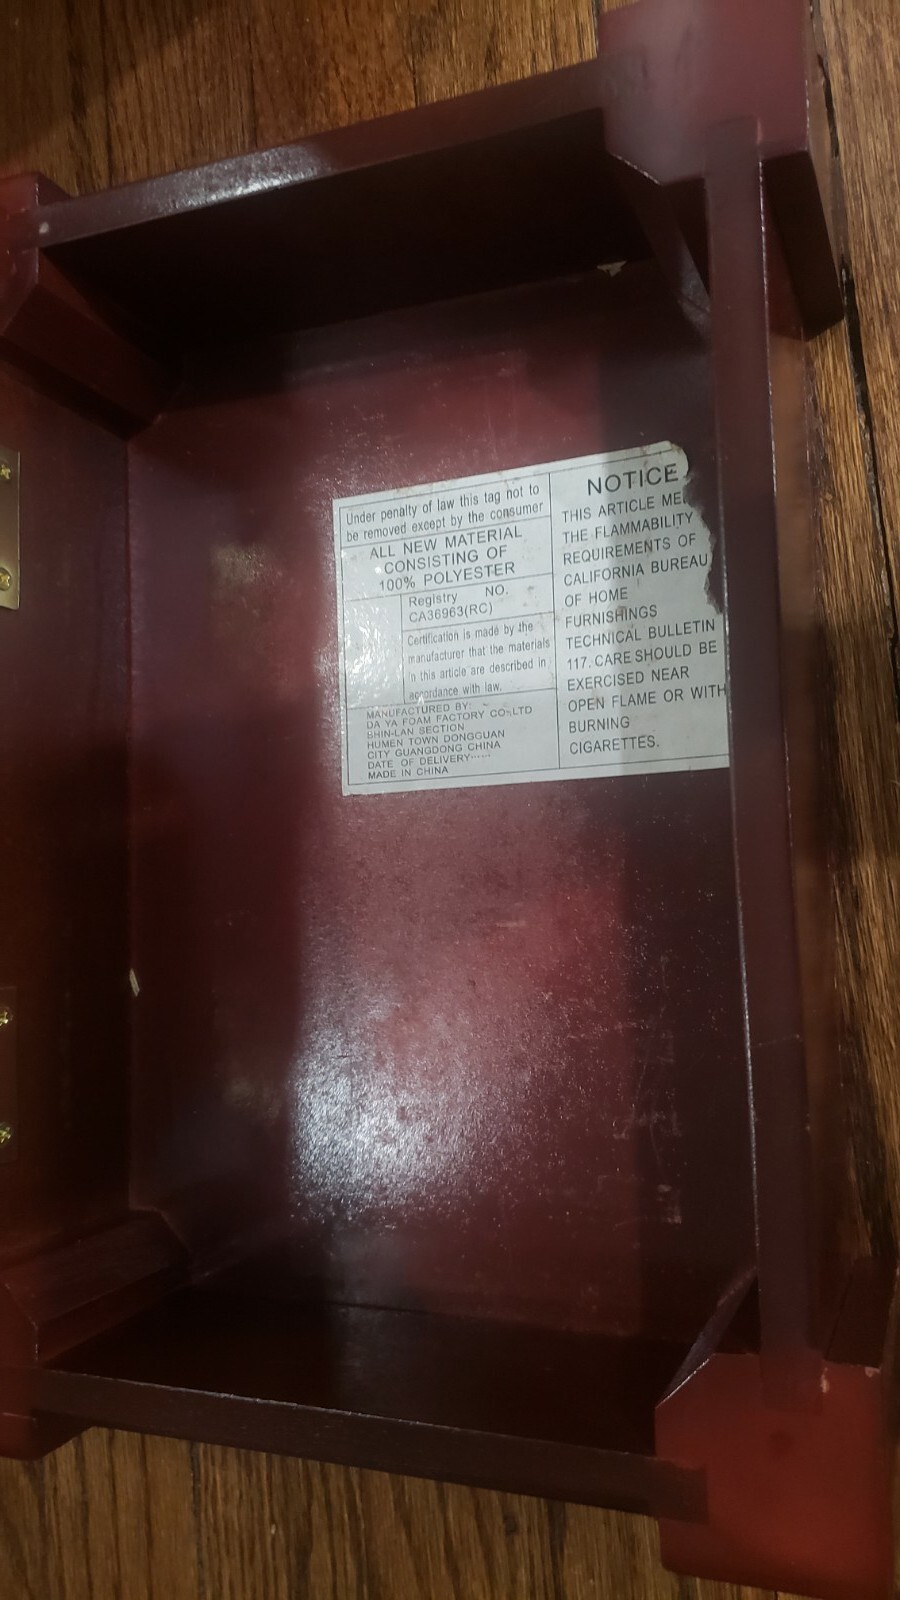 Under penalty of law this tag not to
be removed except by the consumer
ALL NEW MATERIAL
CONSISTING OF
100% POLYESTER
Registry NO.
CA36963(RC)
Certification is made by the
manufacturer that the materials
in this article are described in
accordance with law.
MANUFACTURED BY:
DA YA FOAM FACTORY CO.,LTD
SHIN-LAN SECTION
HUMEN TOWN DONGGUAN
CITY GUANGDONG CHINA
DATE OF DELIVERY······
MADE IN CHINA
NOTICE
THIS ARTICLE
THE FLAMMABILITY
REQUIREMENTS OF
CALIFORNIA BUREAU
OF HOME
FURNISHINGS
TECHNICAL BULLETIN
117. CARE SHOULD BE
EXERCISED NEAR
OPEN FLAME OR WITH
BURNING
CIGARETTES.